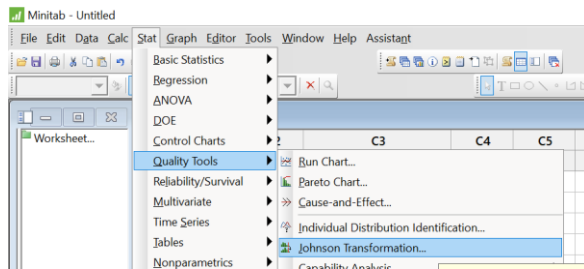 Minitab - Untitled
File Edit Data Calc Stat Graph Editor Tools Window Help Assistant
Basic Statistics
Regression
ANOVA
DOE
Control Charts
C3 C4 C5
Worksheet...
Quality Tools
Run Chart...
Reliability/Survival
Pareto Chart...
Multivariate
Cause-and-Effect...
Time Series
Individual Distribution Identification...
Tables
Johnson Transformation...
Nonparametrics
Capability Analysis